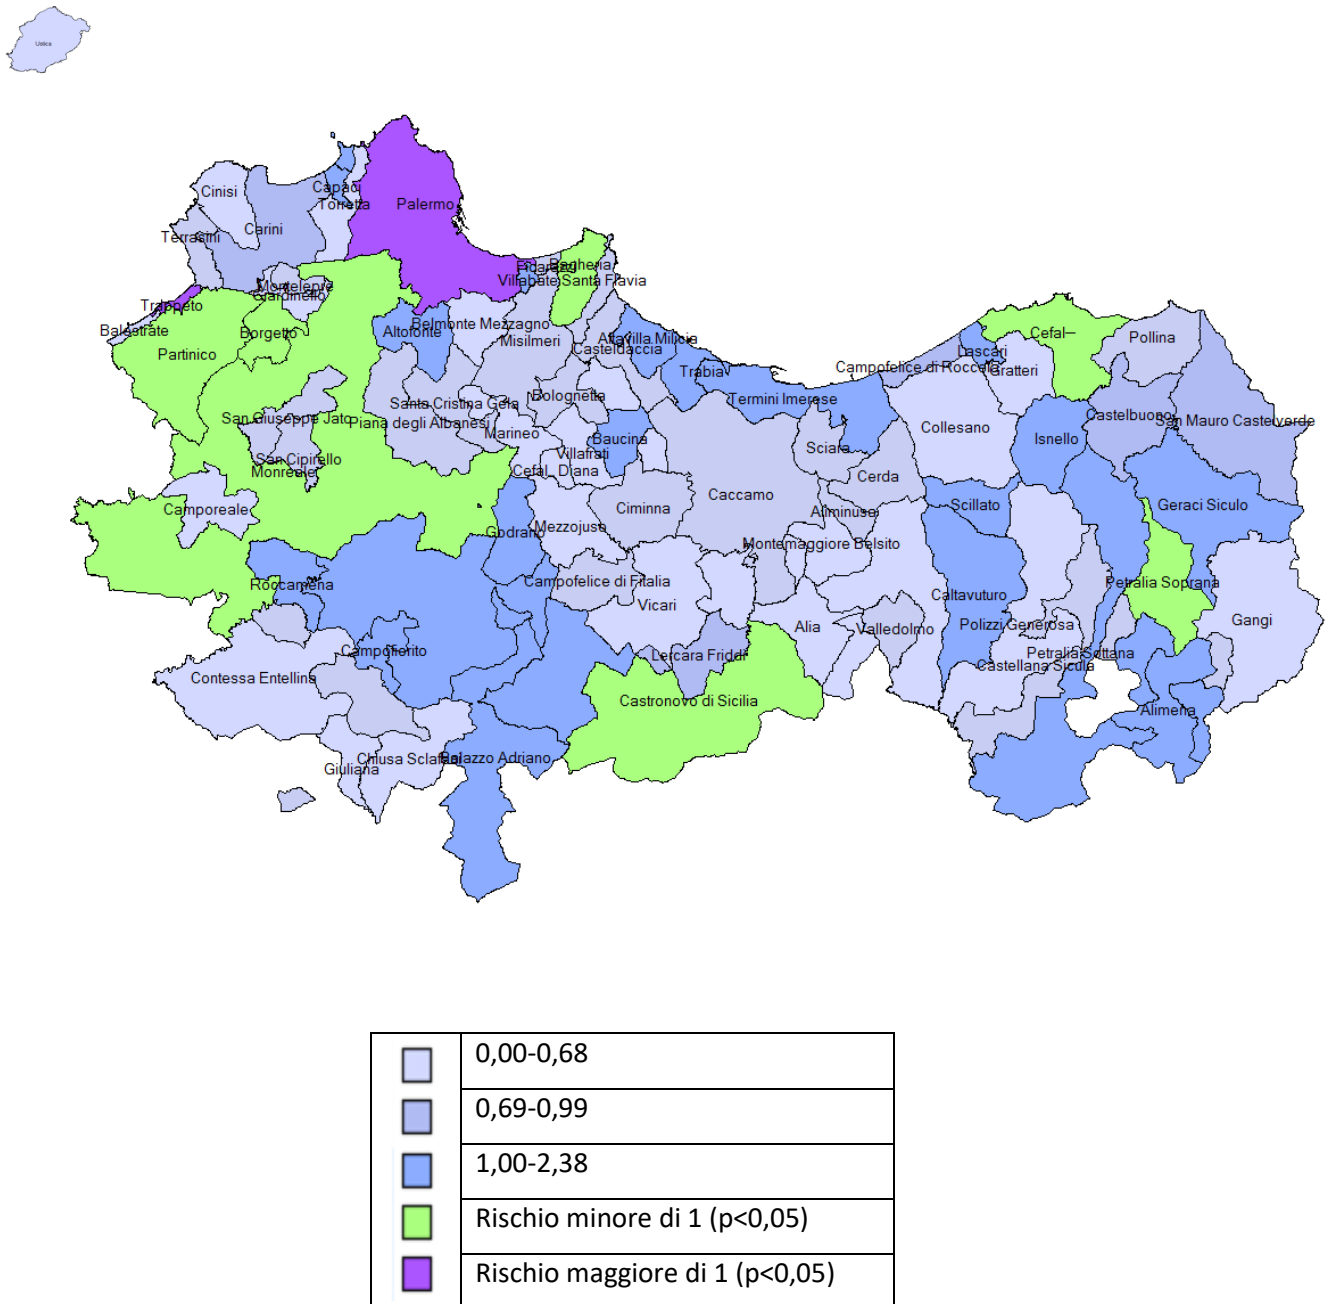 Ustica
Cinisi
Capaci
Torretta
Palermo
Carini
Terrasini
Ficarazzi
Bagheria
Villabate
Santa Flavia
Montelepre
Giardinello
Trappeto
Balestrate
Borgetto
Partinico
Altofonte
Belmonte Mezzagno
Misilmeri
Altavilla Milicia
Casteldaccia
Trabia
Termini Imerese
Campofelice di Roccella
Lascari
Gratteri
Cefal
Pollina
Santa Cristina Gela
Bolognetta
San Giuseppe Jato
Piana degli Albanesi
Marineo
Baucina
Villafrati
Collesano
Isnello
Castelbuono
San Mauro Castelverde
San Cipirello
Monreale
Cefal
Diana
Sciara
Cerda
Caccamo
Ciminna
Camporeale
Aliminusa
Scillato
Geraci Siculo
Godrano
Mezzojuso
Montemaggiore Belsito
Roccamena
Campofelice di Fitalia
Vicari
Caltavuturo
Petralia Soprana
Gangi
Alia
Valledolmo
Polizzi Generosa
Campofiorito
Lercara Friddi
Petralia Sottana
Castellana Sicula
Contessa Entellina
Castronovo di Sicilia
Alimena
Giuliana
Chiusa Sclafani
Palazzo Adriano
0,00-0,68
0,69-0,99
1,00-2,38
Rischio minore di 1 (p<0,05)
Rischio maggiore di 1 (p<0,05)